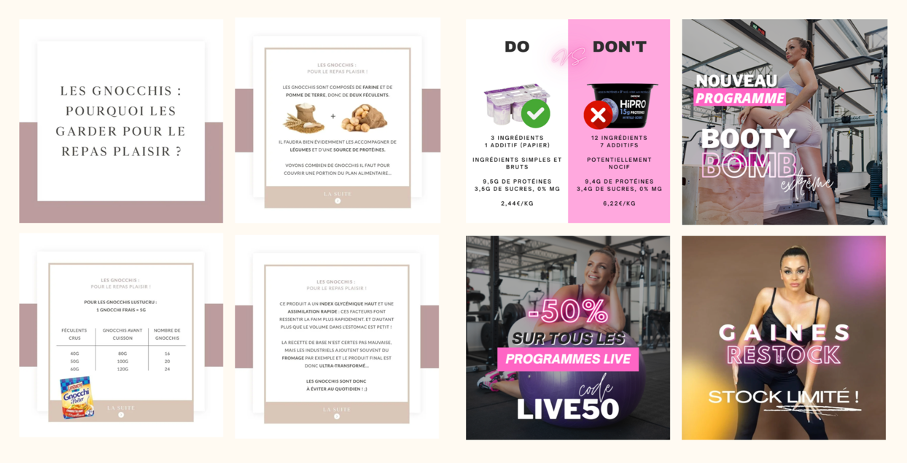 LES GNOCCHIS :
POURQUOI LES
GARDER POUR LE
REPAS PLAISIR ?
LES GNOCCHIS :
POUR LE REPAS PLAISIR !
LES GNOCCHIS SONT COMPOSÉS DE FARINE ET DE
POMME DE TERRE, DONC DE DEUX FÉCULENTS.
+
IL FAUDRA BIEN ÉVIDEMMENT LES ACCOMPAGNER DE
LÉGUMES ET D'UNE SOURCE DE PROTÉINES.
VOYONS COMBIEN DE GNOCCHIS IL FAUT POUR
COUVRIR UNE PORTION DU PLAN ALIMENTAIRE...
LA SUITE
LES GNOCCHIS :
POUR LE REPAS PLAISIR !
POUR LES GNOCCHIS LUSTUCRU :
1 GNOCCHI FRAIS = 5G
FÉCULENTS CRUS
GNOCCHIS AVANT CUISSON
NOMBRE DE GNOCCHIS
40G 80G 16
50G 100G 20
60G 120G 24
Gnocchi
LA SUITE
LES GNOCCHIS :
POUR LE REPAS PLAISIR !
CE PRODUIT A UN INDEX GLYCÉMIQUE HAUT ET UNE
ASSIMILATION RAPIDE : CES FACTEURS FONT
RESSENTIR LA FAIM PLUS RAPIDEMENT. ET D'AUTANT
PLUS QUE LE VOLUME DANS L'ESTOMAC EST PETIT !
LA RECETTE DE BASE N'EST CERTES PAS MAUVAISE,
MAIS LES INDUSTRIELS AJOUTENT SOUVENT DU
FROMAGE PAR EXEMPLE ET LE PRODUIT FINAL EST
DONC ULTRA-TRANSFORMÉ...
LES GNOCCHIS SONT DONC
À ÉVITER AU QUOTIDIEN ! :)
LA SUITE
DO
VS
DON'T
HiPRO
15g
3 INGRÉDIENTS
1 ADDITIF (PAPIER)
INGRÉDIENTS SIMPLES ET
BRUTS
9,5G DE PROTÉINES
3,5G DE SUCRES, 0% MG
2,44€/KG
12 INGRÉDIENTS
7 ADDITIFS
POTENTIELLEMENT
NOCIF
9,4G DE PROTÉINES
3,4G DE SUCRES, 0% MG
6,22€/KG
NOUVEAU
PROGRAMME
BOOTY
BOMB
extrême
-50%
SUR TOUS LES
PROGRAMMES LIVE
code
LIVE50
GAINES
RESTOCK
STOCK LIMITÉ !